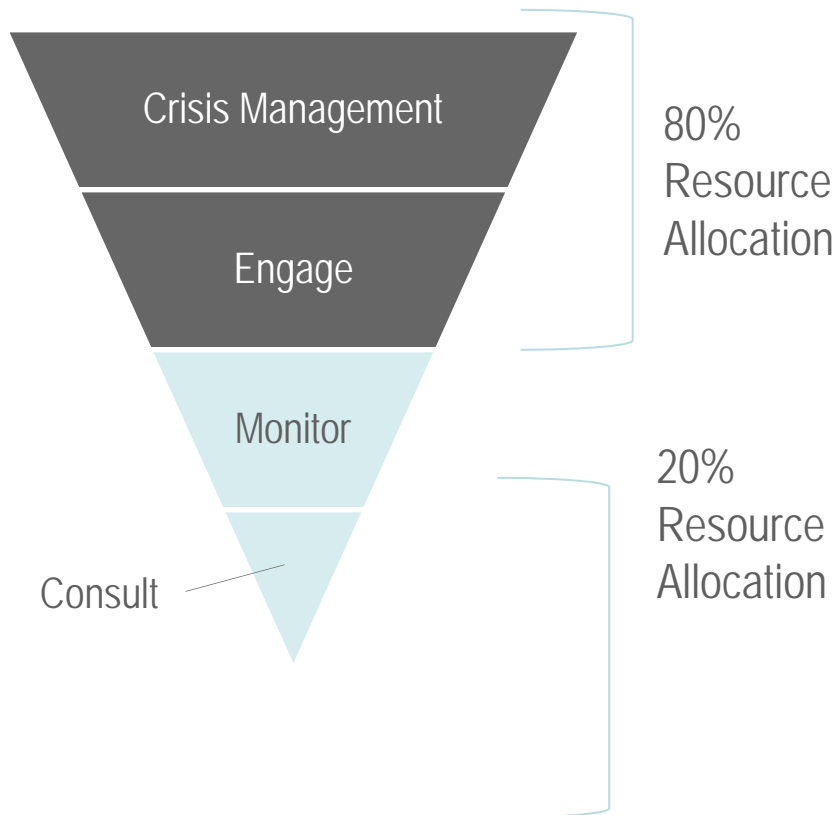 Crisis Management
80%
Resource
Allocation
Engage
Monitor
20%
Resource
Allocation
Consult